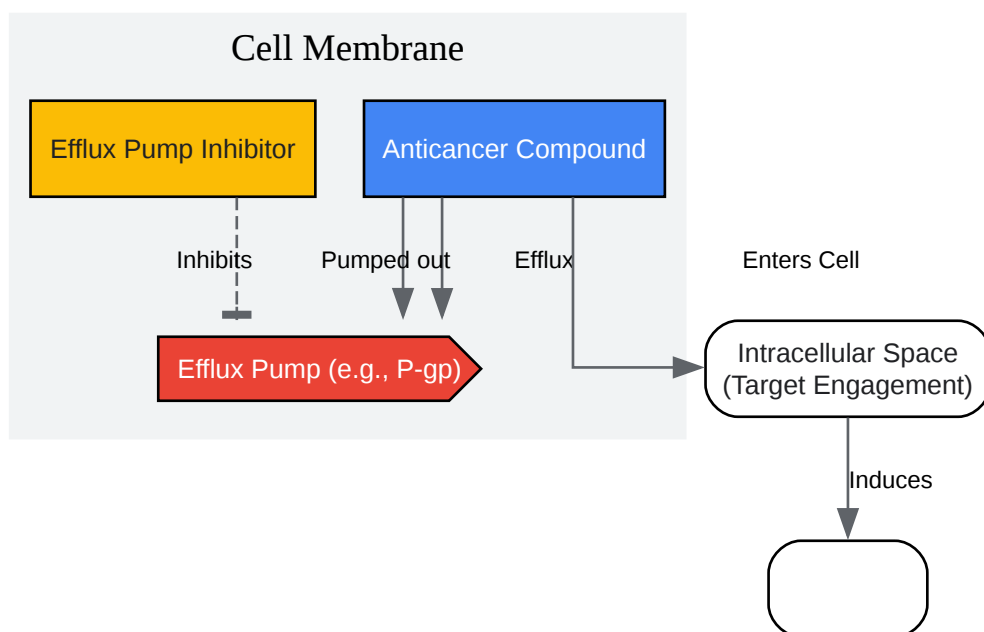 Cell Membrane
Efflux Pump Inhibitor
Anticancer Compound
Inhibits
Pumped out
Efflux
Enters Cell
Efflux Pump (e.g., P-gp)
Intracellular Space
(Target Engagement)
Induces